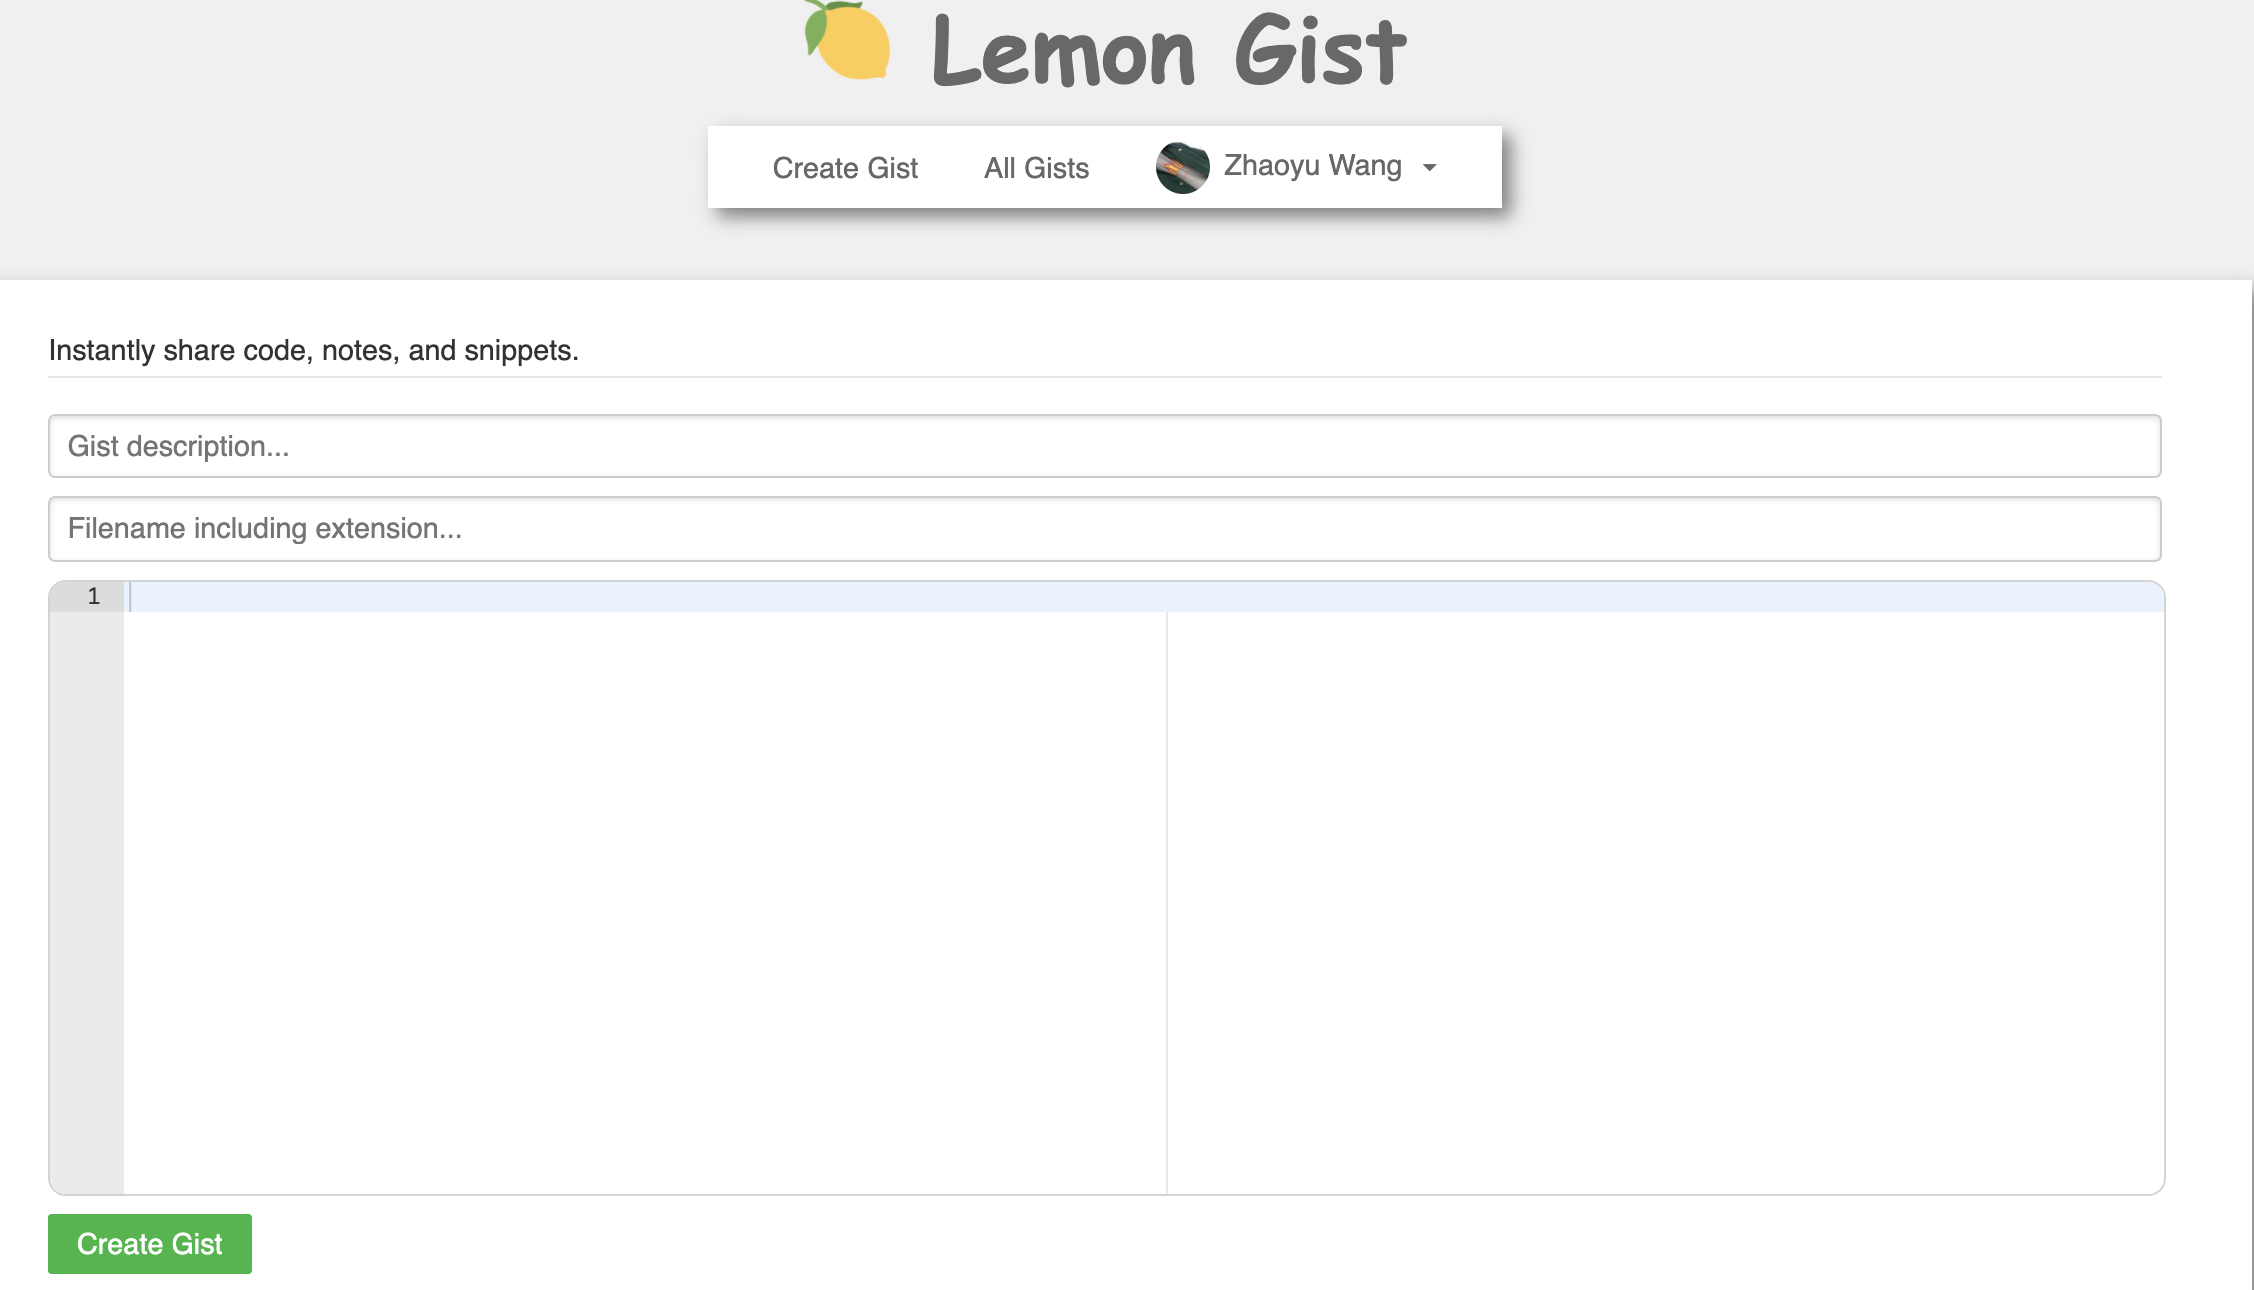 Lemon Gist
Create Gist All Gists Zhaoyu Wang
Instantly share code, notes, and snippets.
Gist description...
Filename including extension...
1
Create Gist